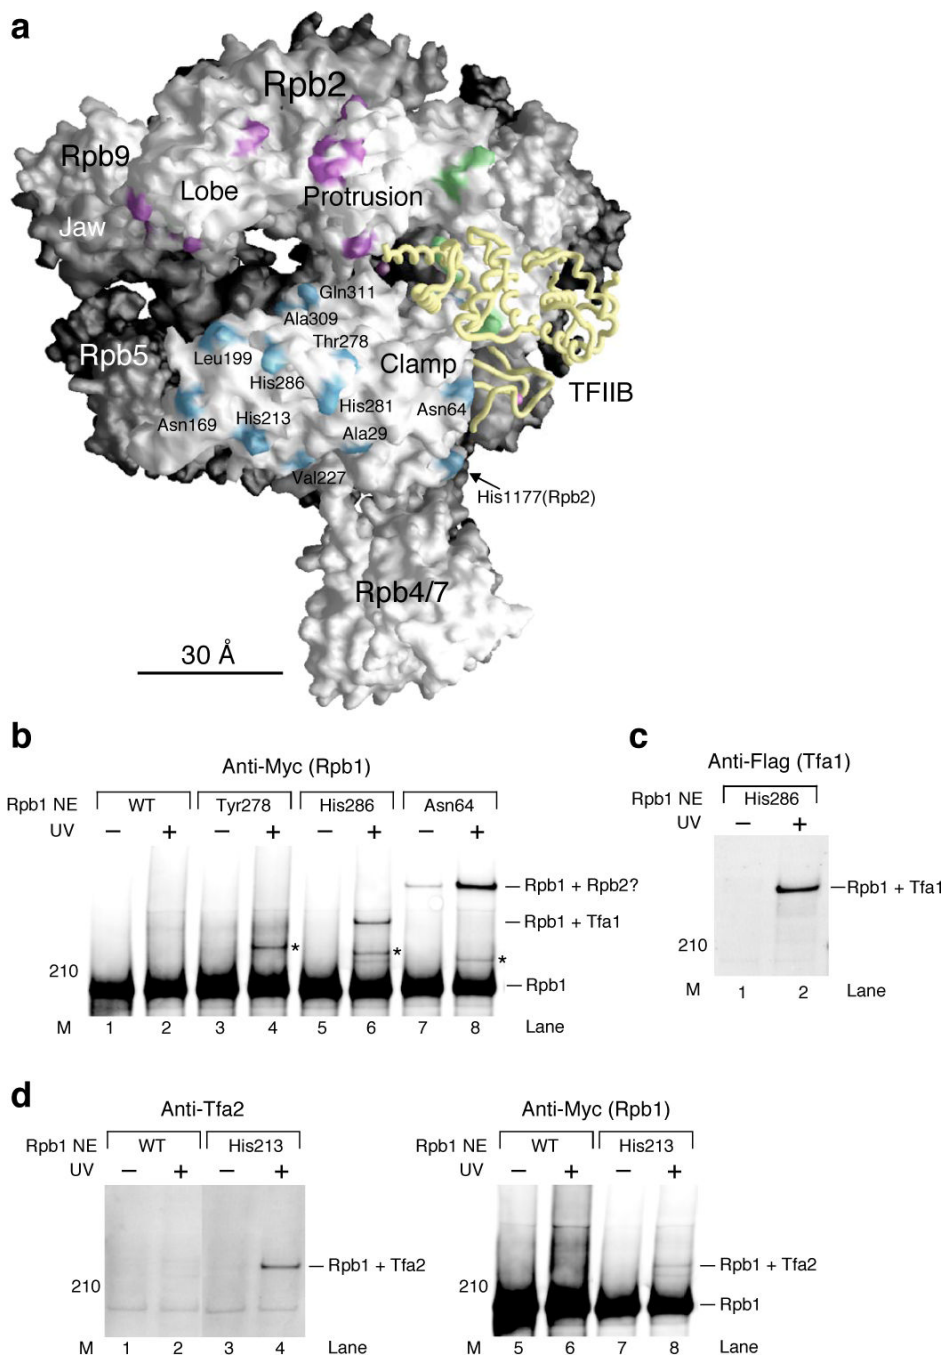 a
Rpb2
Rpb9
Lobe
Protrusion
Jaw
Gln311
Ala309
Rpb5
Leu199
Thr278
Clamp
His286
TFIIB
Asn169
His213
His281
Asn64
Ala29
Val227
His1177(Rpb2)
Rpb4/7
30 Å
b
Anti-Myc (Rpb1)
Rpb1 NE WT Tyr278 His286 Asn64
UV − + − + − + − +
Rpb1 + Rpb2?
Rpb1 + Tfa1
* * *
210
Rpb1
M 1 2 3 4 5 6 7 8 Lane
c
Anti-Flag (Tfa1)
Rpb1 NE His286
UV − +
Rpb1 + Tfa1
210
M 1 2 Lane
d
Anti-Tfa2
Rpb1 NE WT His213
UV − + − +
Rpb1 + Tfa2
210
M 1 2 3 4 Lane
Anti-Myc (Rpb1)
Rpb1 NE WT His213
UV − + − +
Rpb1 + Tfa2
210
Rpb1
M 5 6 7 8 Lane